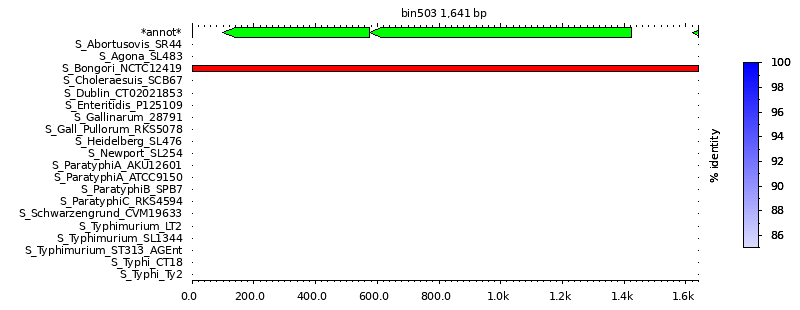 bin503 1,641 bp
*annot*
S_Abortusovis_SR44
S_Agona_SL483
S_Bongori_NCTC12419
S_Choleraesuis_SCB67
S_Dublin_CT02021853
S_Enteritidis_P125109
S_Gallinarum_28791
S_Gall_Pullorum_RKS5078
S_Heidelberg_SL476
S_Newport_SL254
S_ParatyphiA_AKU12601
S_ParatyphiA_ATCC9150
S_ParatyphiB_SPB7
S_ParatyphiC_RKS4594
S_Schwarzengrund_CVM19633
S_Typhimurium_LT2
S_Typhimurium_SL1344
S_Typhimurium_ST313_AGEnt
S_Typhi_CT18
S_Typhi_Ty2
0.0 200.0 400.0 600.0 800.0 1.0k 1.2k 1.4k 1.6k
% identity
100
98
96
94
92
90
88
86